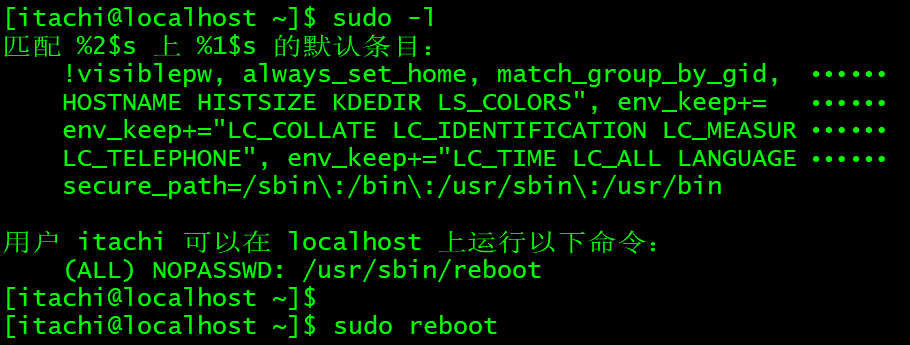 [itachi@localhost ~]$ sudo -l
匹配 %2$s 上 %1$s 的默认条目：
    !visiblepw, always_set_home, match_group_by_gid,  ••••••
    HOSTNAME HISTSIZE KDEDIR LS_COLORS", env_keep+=   ••••••
    env_keep+="LC_COLLATE LC_IDENTIFICATION LC_MEASUR ••••••
    LC_TELEPHONE", env_keep+="LC_TIME LC_ALL LANGUAGE ••••••
    secure_path=/sbin\:/bin\:/usr/sbin\:/usr/bin
用户 itachi 可以在 localhost 上运行以下命令：
    (ALL) NOPASSWD: /usr/sbin/reboot
[itachi@localhost ~]$
[itachi@localhost ~]$ sudo reboot